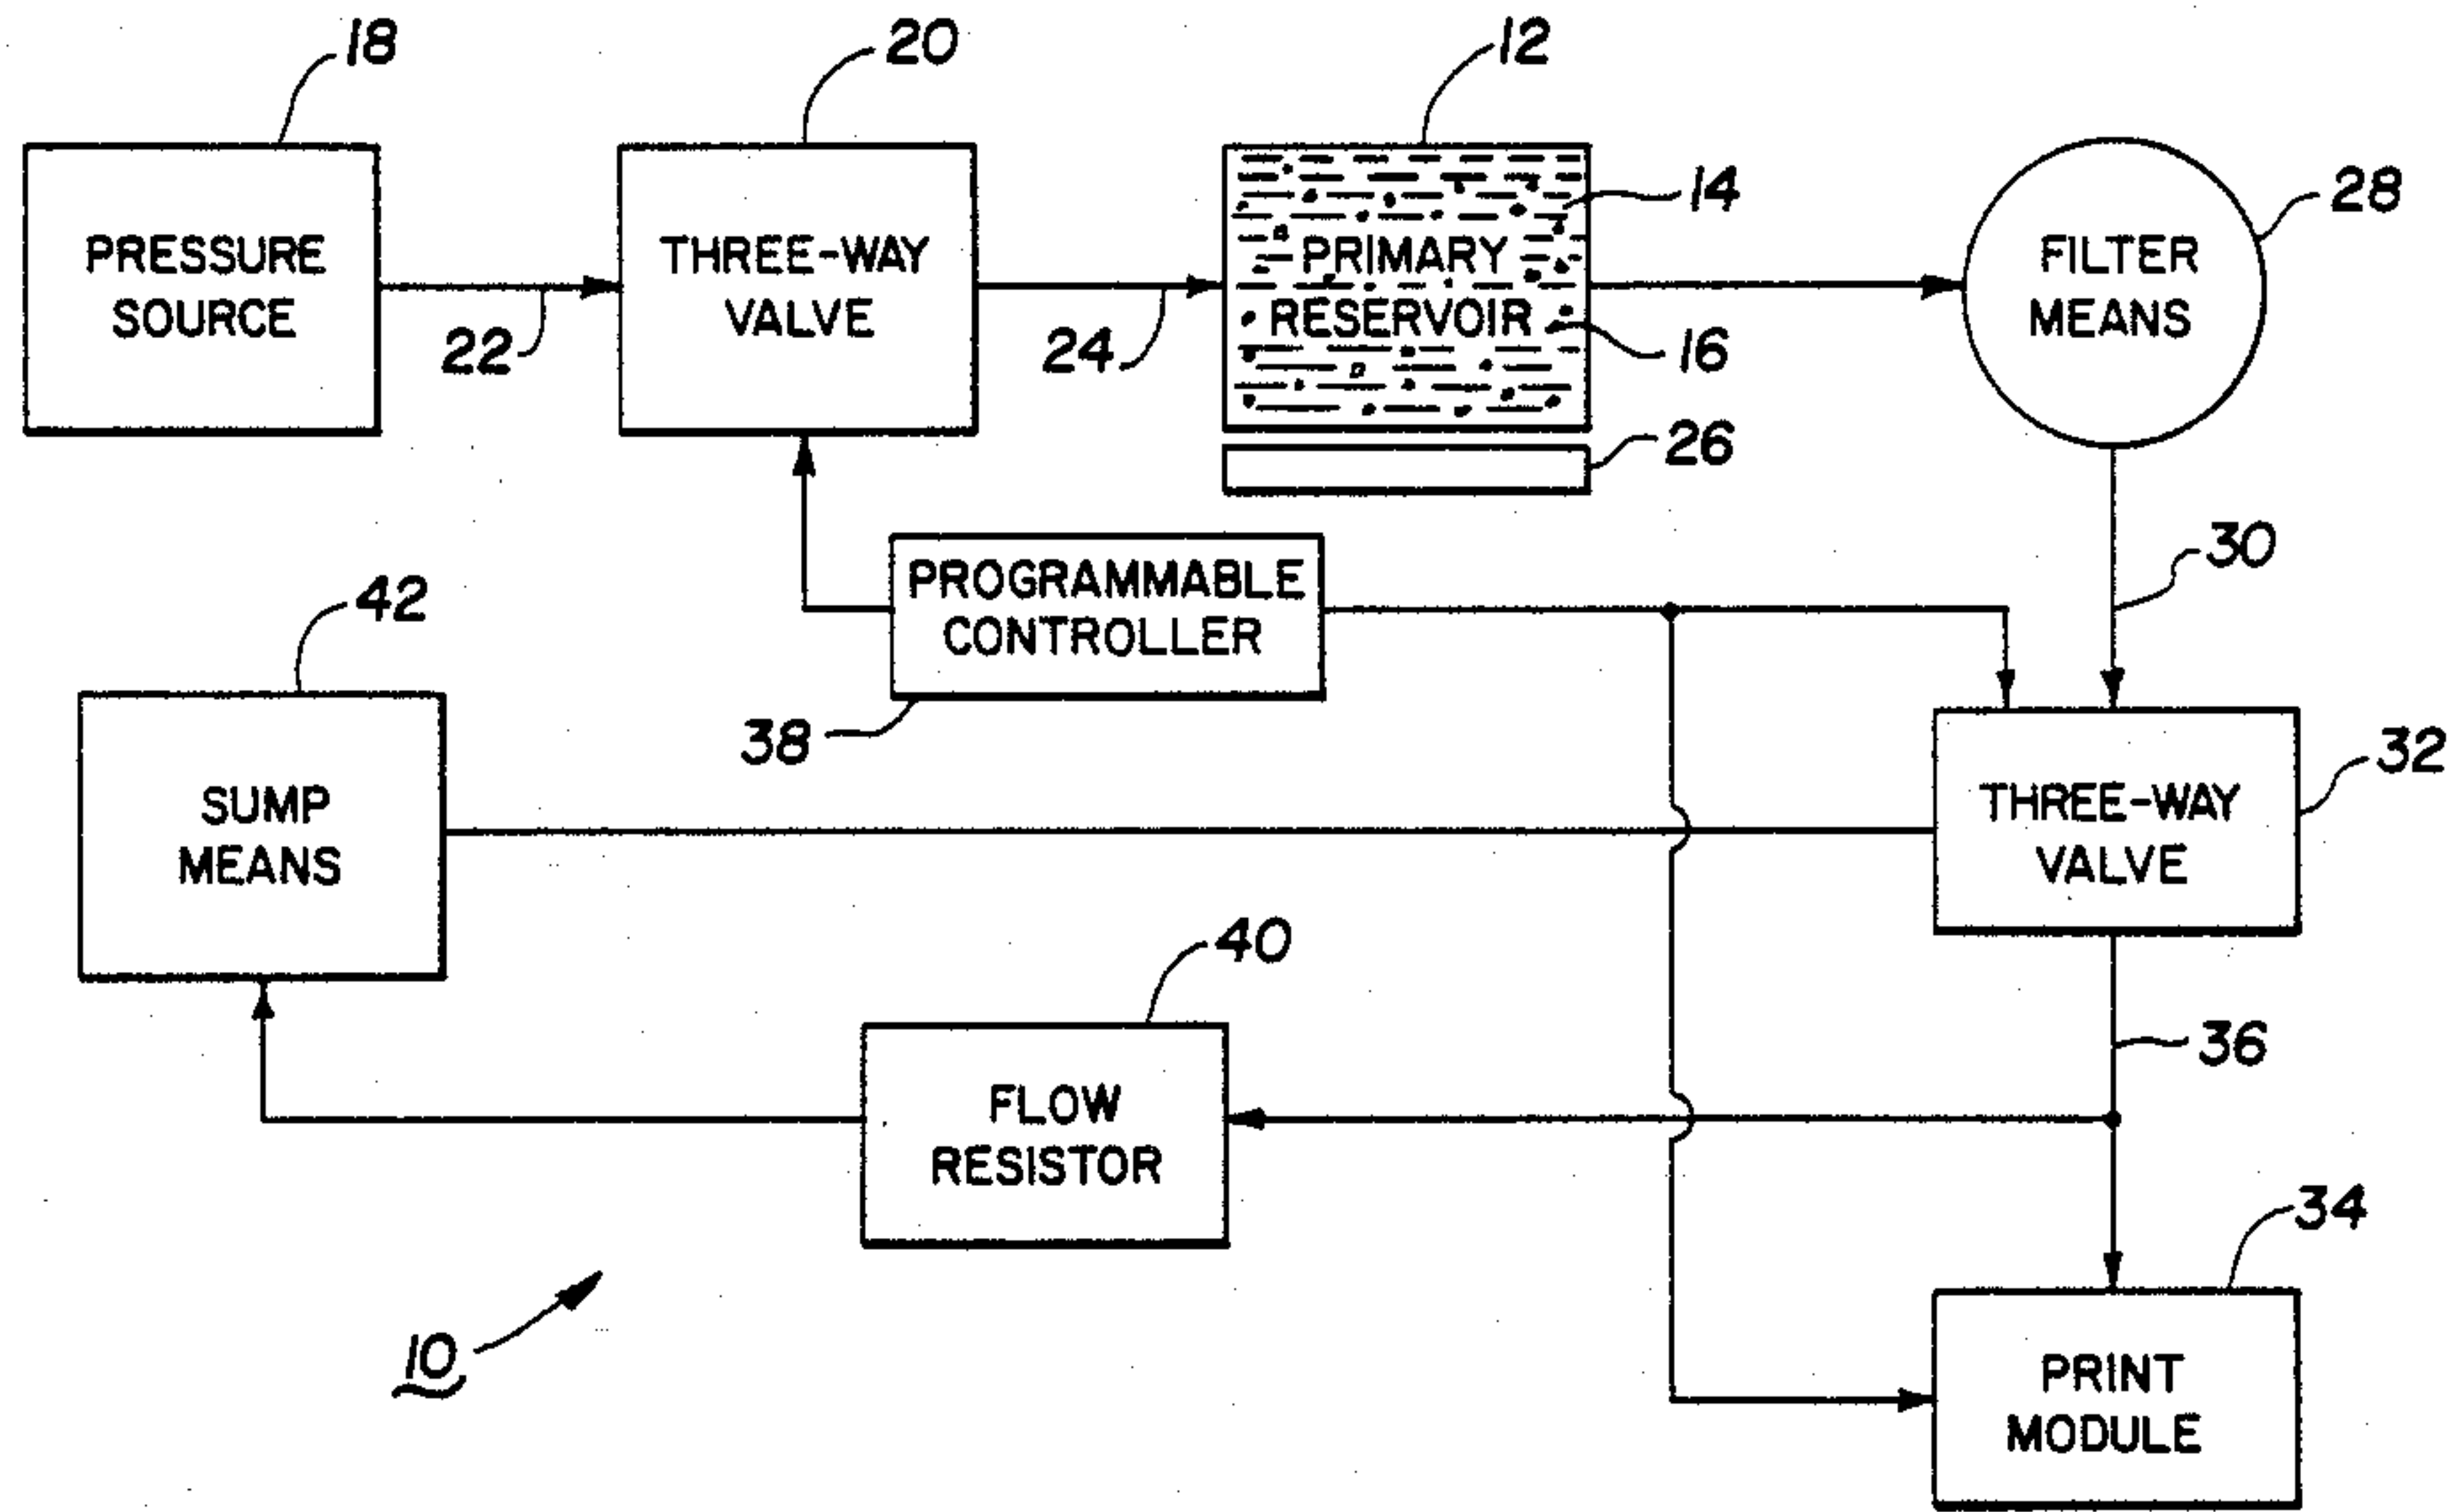 18
20
12
PRESSURE
SOURCE
22
THREE-WAY
VALVE
24
PRIMARY
RESERVOIR
14
16
26
FILTER
MEANS
28
30
PROGRAMMABLE
CONTROLLER
38
42
SUMP
MEANS
THREE-WAY
VALVE
32
36
40
FLOW
RESISTOR
34
PRINT
MODULE
10